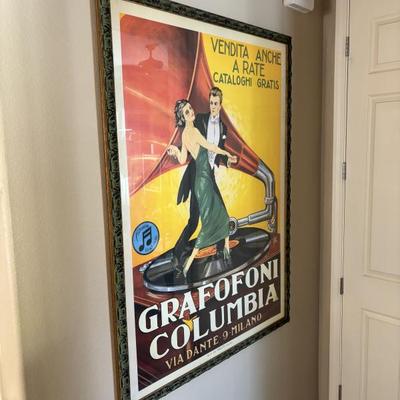 VENDITA ANCHE
A RATE
CATALOGHI GRATIS
GRAFOFONI
COLUMBIA
VIA DANTE · 9 · MILANO